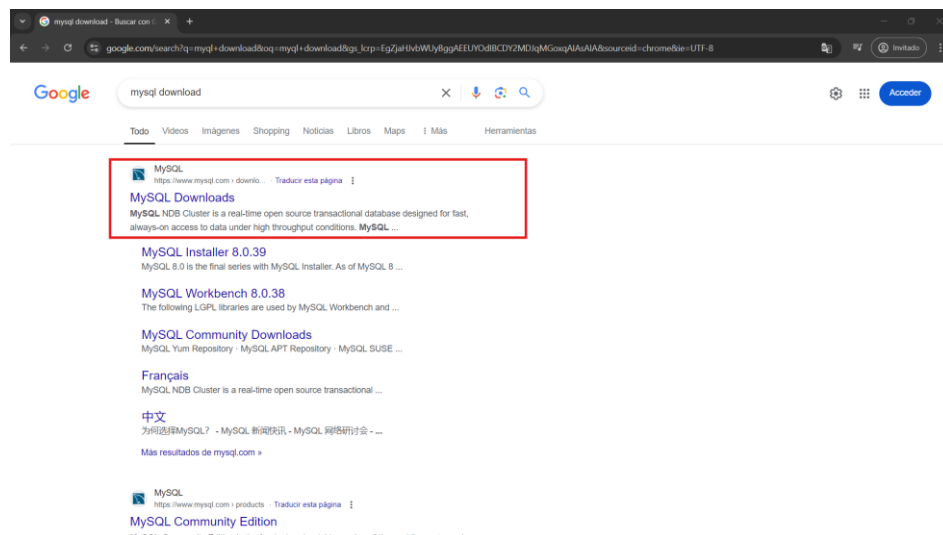 mysql download - Buscar con G
google.com/search?q=myql+download&oq=myql+download&gs_lcrp=
Invitado
Google
mysql download
Acceder
Todo Videos Imágenes Shopping Noticias Libros Maps Más Herramientas
MySQL
https://www.mysql.com › downlo... · Traducir esta página
MySQL Downloads
MySQL NDB Cluster is a real-time open source transactional database designed for fast,
always-on access to data under high throughput conditions. MySQL ...
MySQL Installer 8.0.39
MySQL 8.0 is the final series with MySQL Installer. As of MySQL 8 ...
MySQL Workbench 8.0.38
The following LGPL libraries are used by MySQL Workbench and ...
MySQL Community Downloads
MySQL Yum Repository · MySQL APT Repository · MySQL SUSE ...
Français
MySQL NDB Cluster is a real-time open source transactional ...
中文
为何选择MySQL? - MySQL 新闻快讯 - MySQL 网络研讨会 - ...
Más resultados de mysql.com »
MySQL
https://www.mysql.com › products · Traducir esta página
MySQL Community Edition